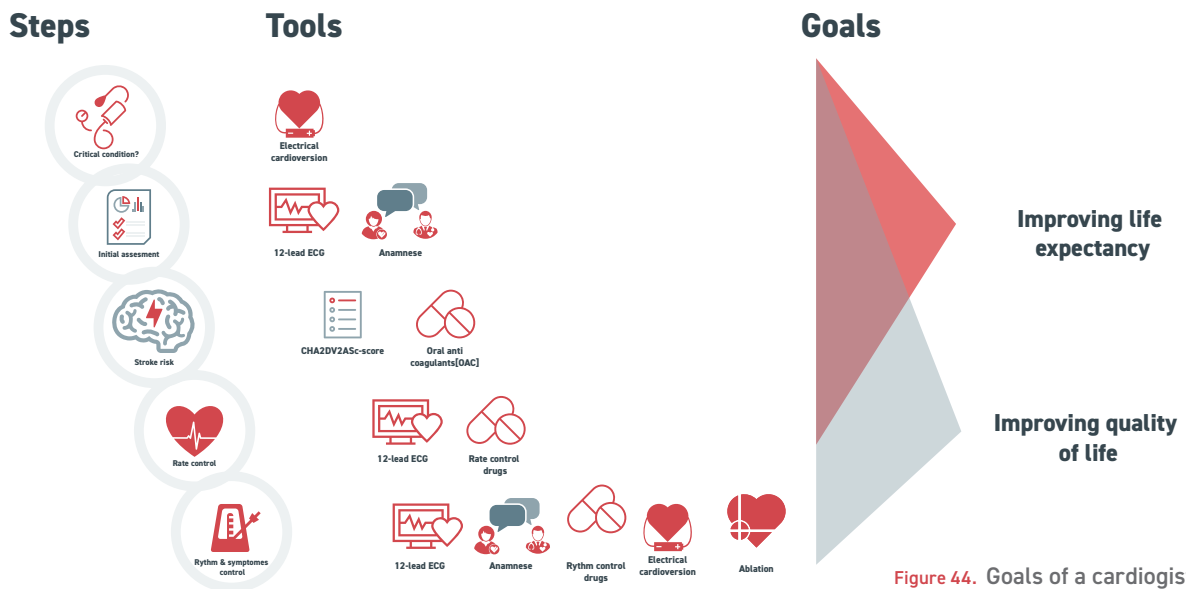 Steps
Tools
Goals
Critical condition?
Electrical
cardioversion
Initial assesment
12-lead ECG
Anamnese
Stroke risk
CHA2DV2ASc-score
Oral anti
coagulants[OAC]
Rate control
12-lead ECG
Rate control
drugs
Rythm & symptomes
control
12-lead ECG
Anamnese
Rythm control
drugs
Electrical
cardioversion
Ablation
Improving life
expectancy
Improving quality
of life
Figure 44. Goals of a cardiogis